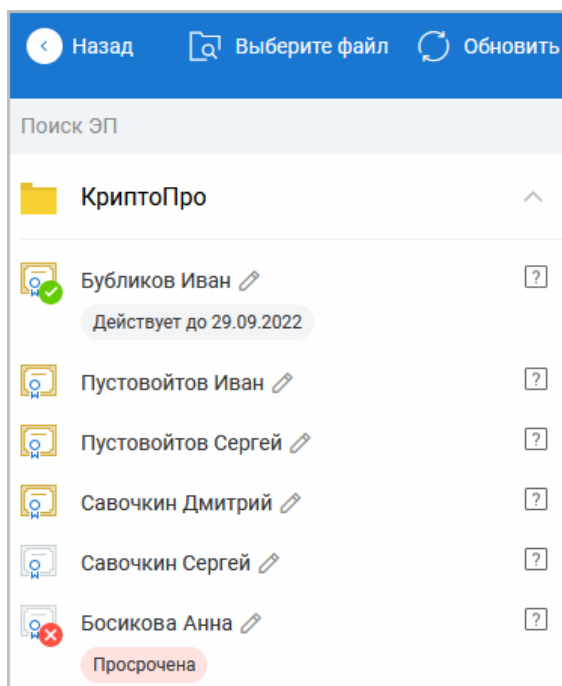 Назад Выберите файл Обновить
Поиск ЭП
КриптоПро
Бубликов Иван ?
Действует до 29.09.2022
Пустовойтов Иван ?
Пустовойтов Сергей ?
Савочкин Дмитрий ?
Савочкин Сергей ?
Босикова Анна ?
Просрочена